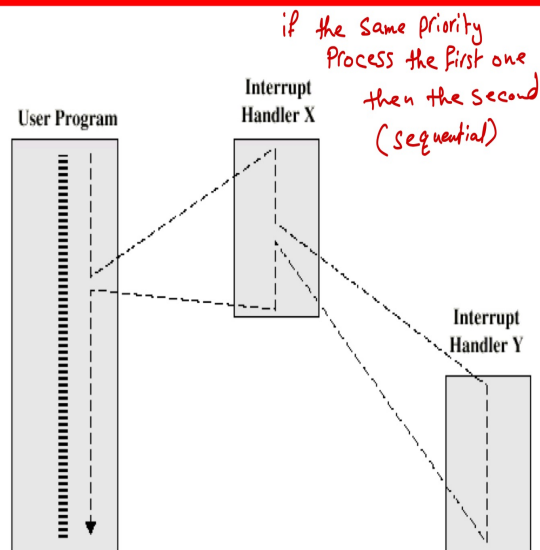 if the same priority
Process the first one
then the second
(sequential)
Interrupt
Handler X
User Program
Interrupt
Handler Y